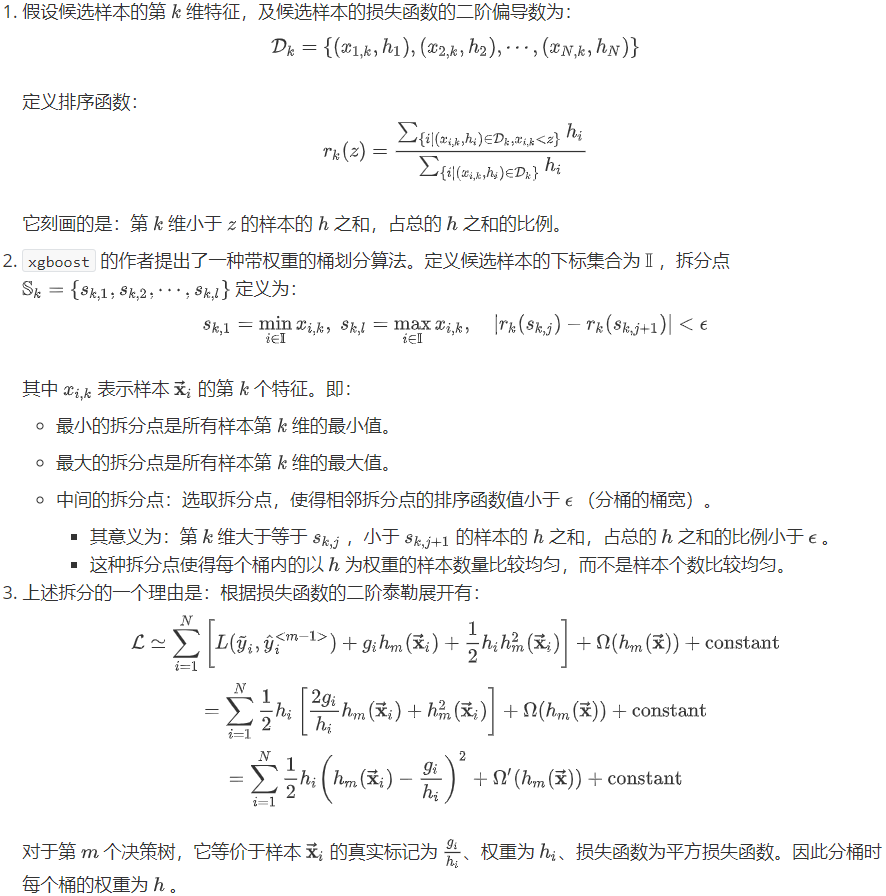 1. 假设候选样本的第 k 维特征，及候选样本的损失函数的二阶偏导数为：
$\mathcal{D}_k = \{(x_{1,k}, h_1), (x_{2,k}, h_2), \cdots, (x_{N,k}, h_N)\}$
定义排序函数：
$r_k(z) = \frac{\sum_{\{i|(x_{i,k},h_i)\in\mathcal{D}_k, x_{i,k}<z\}} h_i}{\sum_{\{i|(x_{i,k},h_i)\in\mathcal{D}_k\}} h_i}$
它刻画的是：第 k 维小于 z 的样本的 h 之和，占总的 h 之和的比例。
2. xgboost 的作者提出了一种带权重的桶划分算法。定义候选样本的下标集合为 $\mathbb{I}$ ，拆分点
$\mathbb{S}_k = \{s_{k,1}, s_{k,2}, \cdots, s_{k,l}\}$ 定义为：
$s_{k,1} = \min_{i\in\mathbb{I}} x_{i,k}, \; s_{k,l} = \max_{i\in\mathbb{I}} x_{i,k}, \quad |r_k(s_{k,j}) - r_k(s_{k,j+1})| < \epsilon$
其中 $x_{i,k}$ 表示样本 $\vec{\mathbf{x}}_i$ 的第 k 个特征。即：
○ 最小的拆分点是所有样本第 k 维的最小值。
○ 最大的拆分点是所有样本第 k 维的最大值。
○ 中间的拆分点：选取拆分点，使得相邻拆分点的排序函数值小于 ϵ （分桶的桶宽）。
■ 其意义为：第 k 维大于等于 $s_{k,j}$ ，小于 $s_{k,j+1}$ 的样本的 h 之和，占总的 h 之和的比例小于 ϵ 。
■ 这种拆分点使得每个桶内的以 h 为权重的样本数量比较均匀，而不是样本个数比较均匀。
3. 上述拆分的一个理由是：根据损失函数的二阶泰勒展开有：
$\mathcal{L} \simeq \sum_{i=1}^{N} \left[ L(\tilde{y}_i, \hat{y}_i^{<m-1>}) + g_i h_m(\vec{\mathbf{x}}_i) + \frac{1}{2} h_i h_m^2(\vec{\mathbf{x}}_i) \right] + \Omega(h_m(\vec{\mathbf{x}})) + \text{constant}$
$= \sum_{i=1}^{N} \frac{1}{2} h_i \left[ \frac{2g_i}{h_i} h_m(\vec{\mathbf{x}}_i) + h_m^2(\vec{\mathbf{x}}_i) \right] + \Omega(h_m(\vec{\mathbf{x}})) + \text{constant}$
$= \sum_{i=1}^{N} \frac{1}{2} h_i \left( h_m(\vec{\mathbf{x}}_i) - \frac{g_i}{h_i} \right)^2 + \Omega'(h_m(\vec{\mathbf{x}})) + \text{constant}$
对于第 m 个决策树，它等价于样本 $\vec{\mathbf{x}}_i$ 的真实标记为 $\frac{g_i}{h_i}$、权重为 $h_i$、损失函数为平方损失函数。因此分桶时
每个桶的权重为 h 。